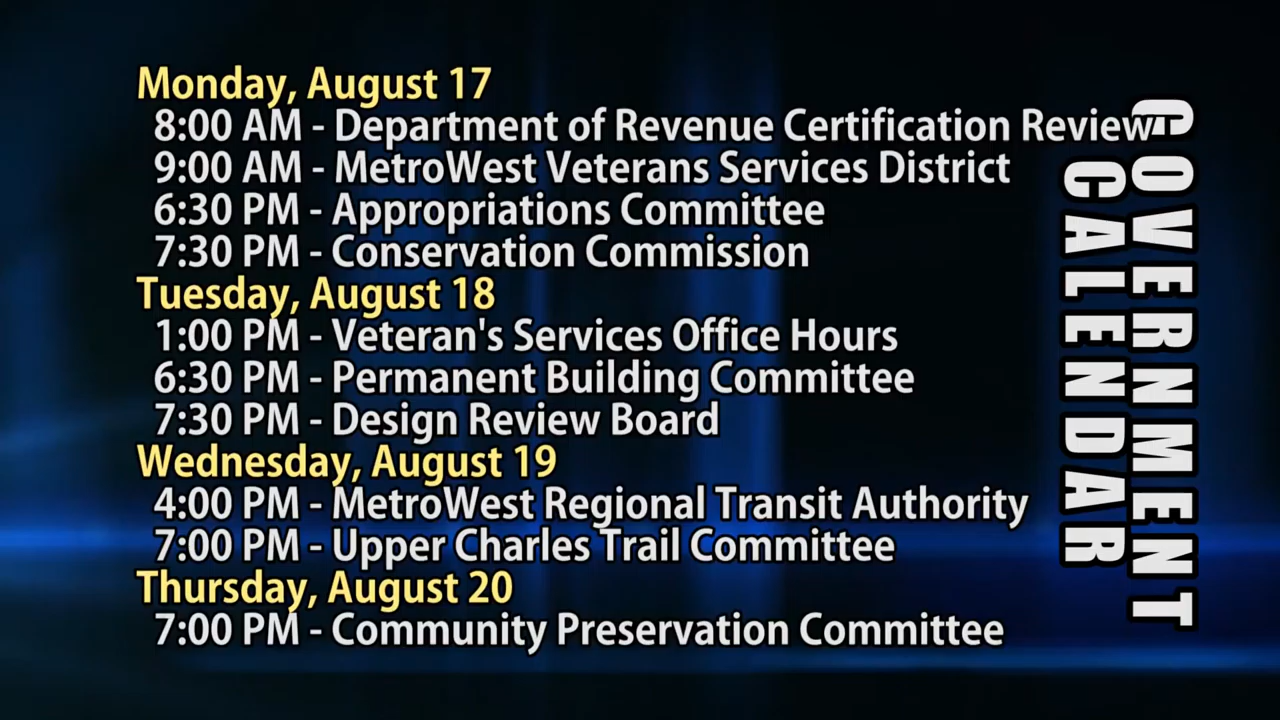 Monday, August 17
8:00 AM - Department of Revenue Certification Review
9:00 AM - MetroWest Veterans Services District
6:30 PM - Appropriations Committee
7:30 PM - Conservation Commission
Tuesday, August 18
1:00 PM - Veteran's Services Office Hours
6:30 PM - Permanent Building Committee
7:30 PM - Design Review Board
Wednesday, August 19
4:00 PM - MetroWest Regional Transit Authority
7:00 PM - Upper Charles Trail Committee
Thursday, August 20
7:00 PM - Community Preservation Committee
GOVERNMENT
CALENDAR